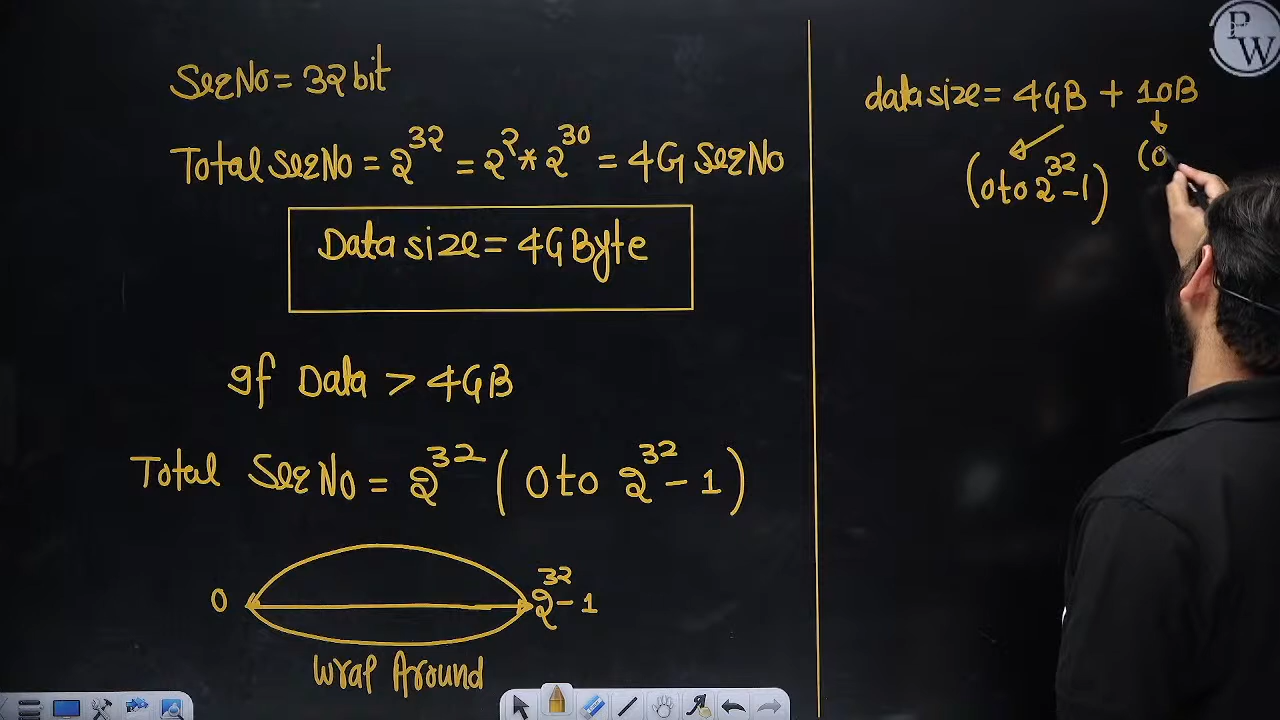 SeqNo = 32 bit
Total SeqNo = 2^32 = 2^2 * 2^30 = 4G SeqNo
Data size = 4G Byte
If Data > 4GB
Total SeqNo = 2^32 (0 to 2^32 - 1)
0 2^32 - 1
Wrap Around
data size = 4GB + 10B
(0 to 2^32 - 1) (0
PW